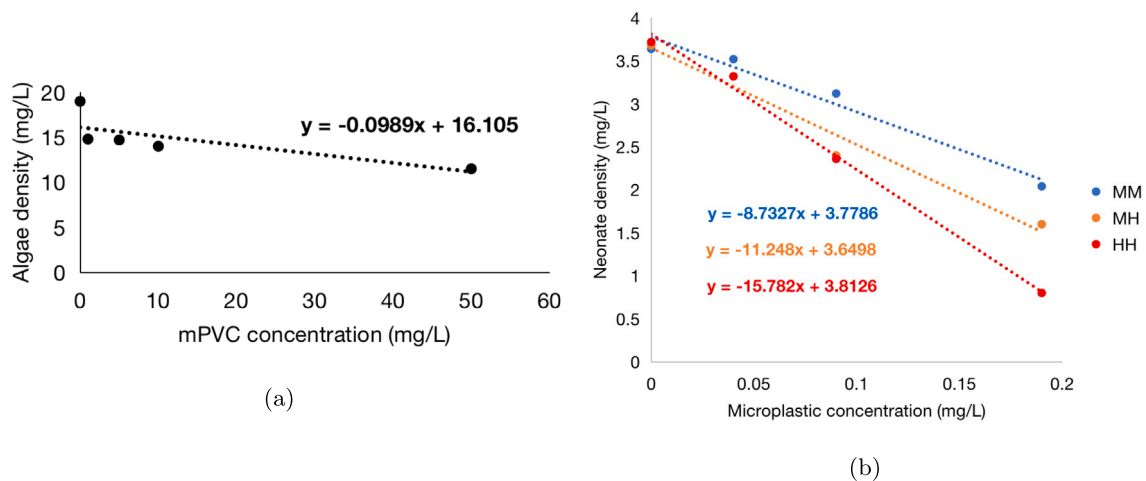 20
15
10
5
0
0
10
20
30
40
50
60
Algae density (mg/L)
y = -0.0989x + 16.105
mPVC concentration (mg/L)
(a)
4
3.5
3
2.5
2
1.5
1
0.5
0
0
0.05
0.1
0.15
0.2
Neonate density (mg/L)
y = -8.7327x + 3.7786
y = -11.248x + 3.6498
y = -15.782x + 3.8126
MM
MH
HH
Microplastic concentration (mg/L)
(b)